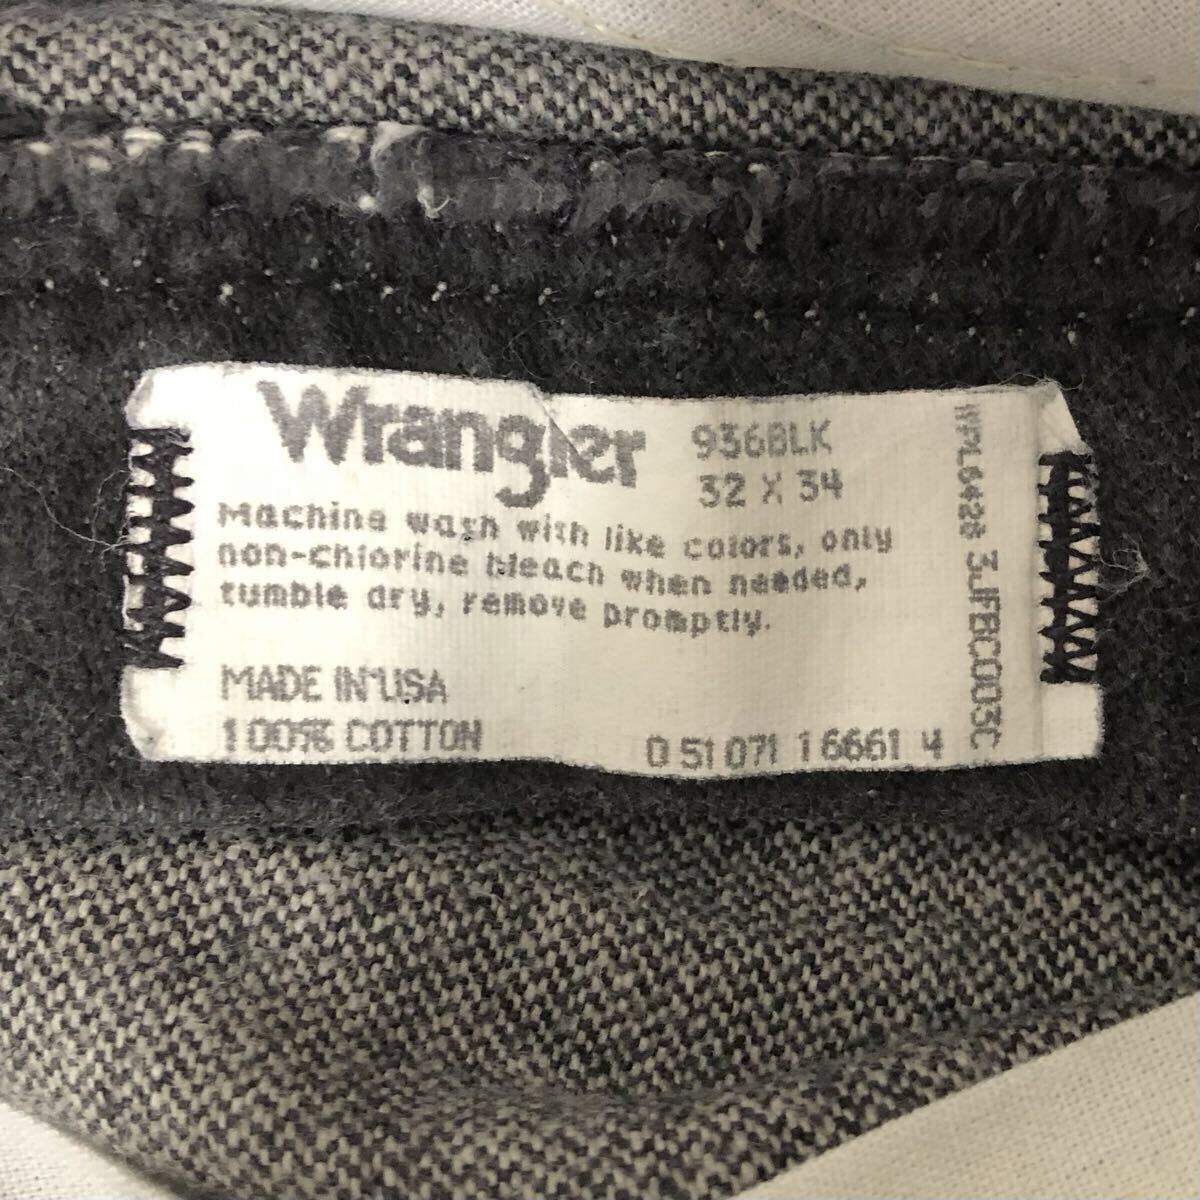 Wrangler
936BLK
32 X 34
Machine wash with like colors, only
non-chlorine bleach when needed,
tumble dry, remove promptly.
MADE IN USA
100% COTTON
0 51071 16661 4
WPL8428 3JFBC003C